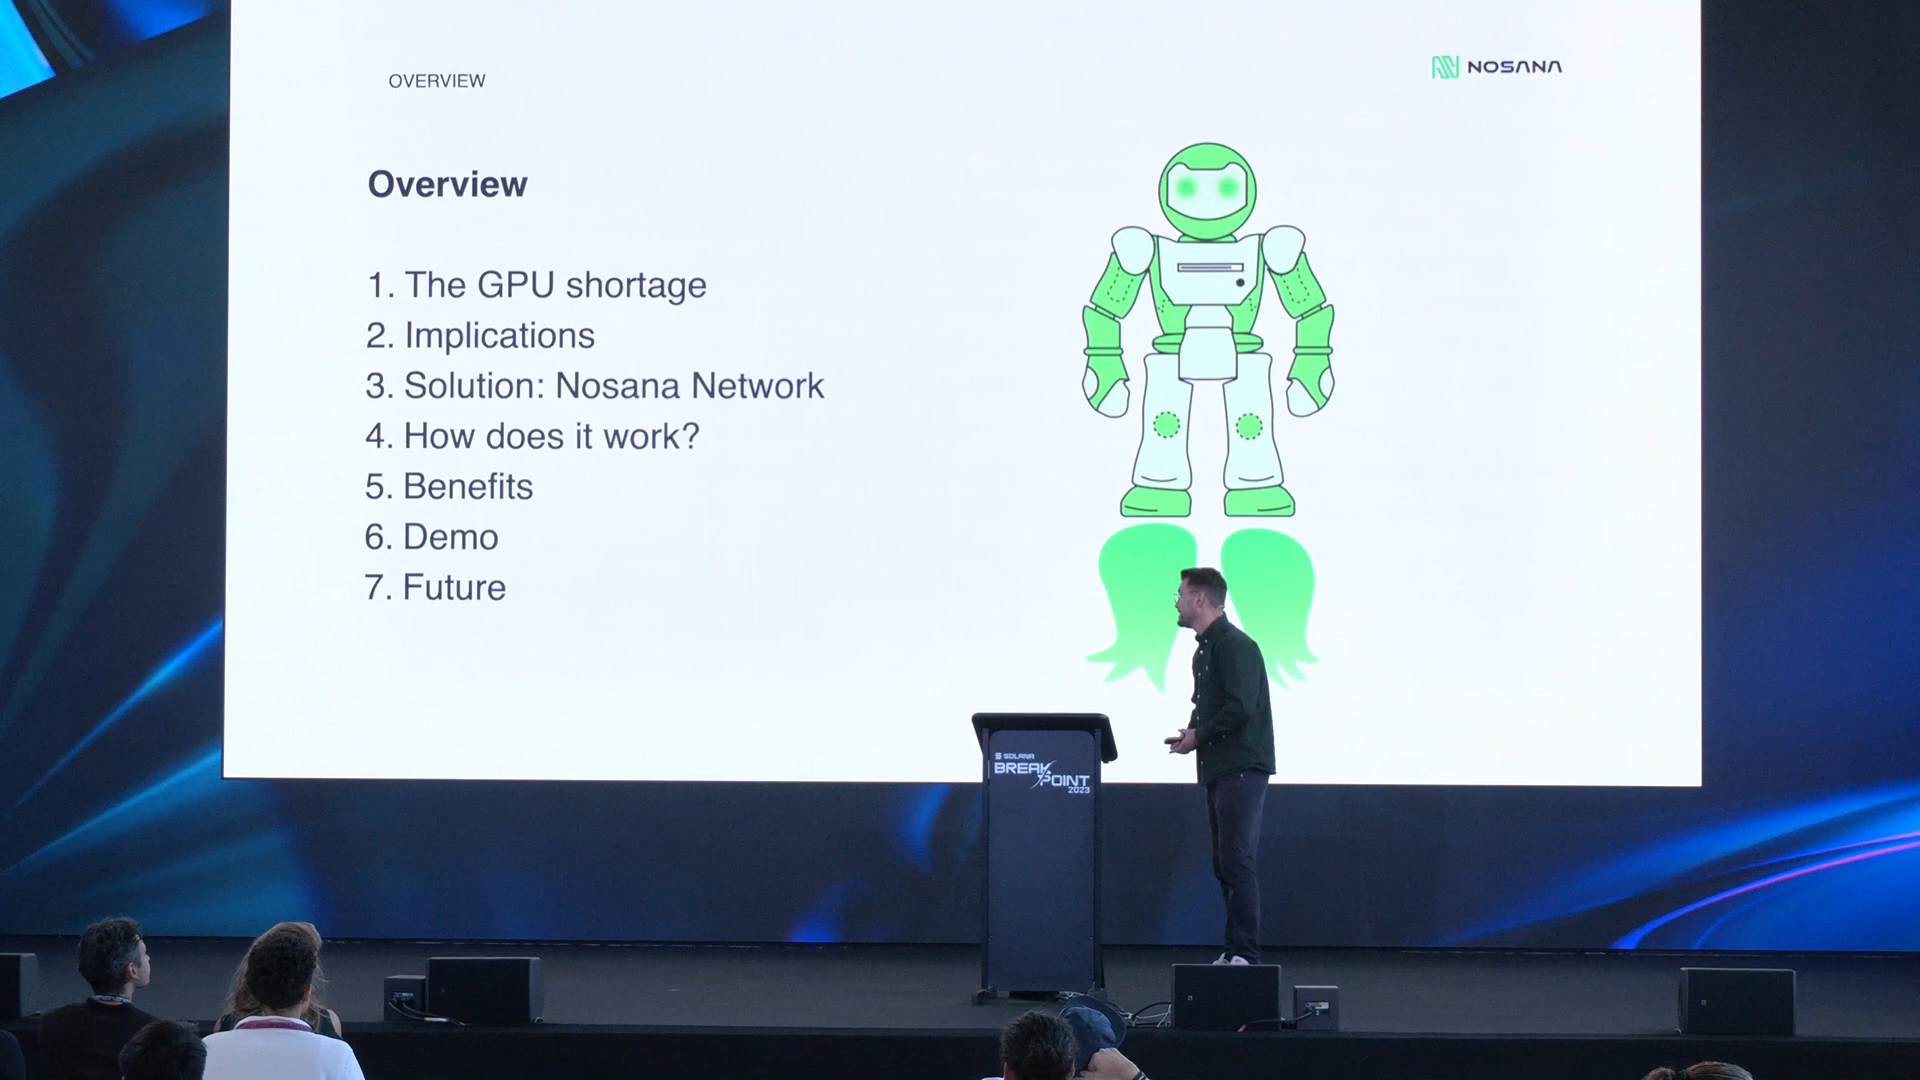 OVERVIEW
NOSANA
Overview
1. The GPU shortage
2. Implications
3. Solution: Nosana Network
4. How does it work?
5. Benefits
6. Demo
7. Future
SOLANA
BREAKPOINT
2023